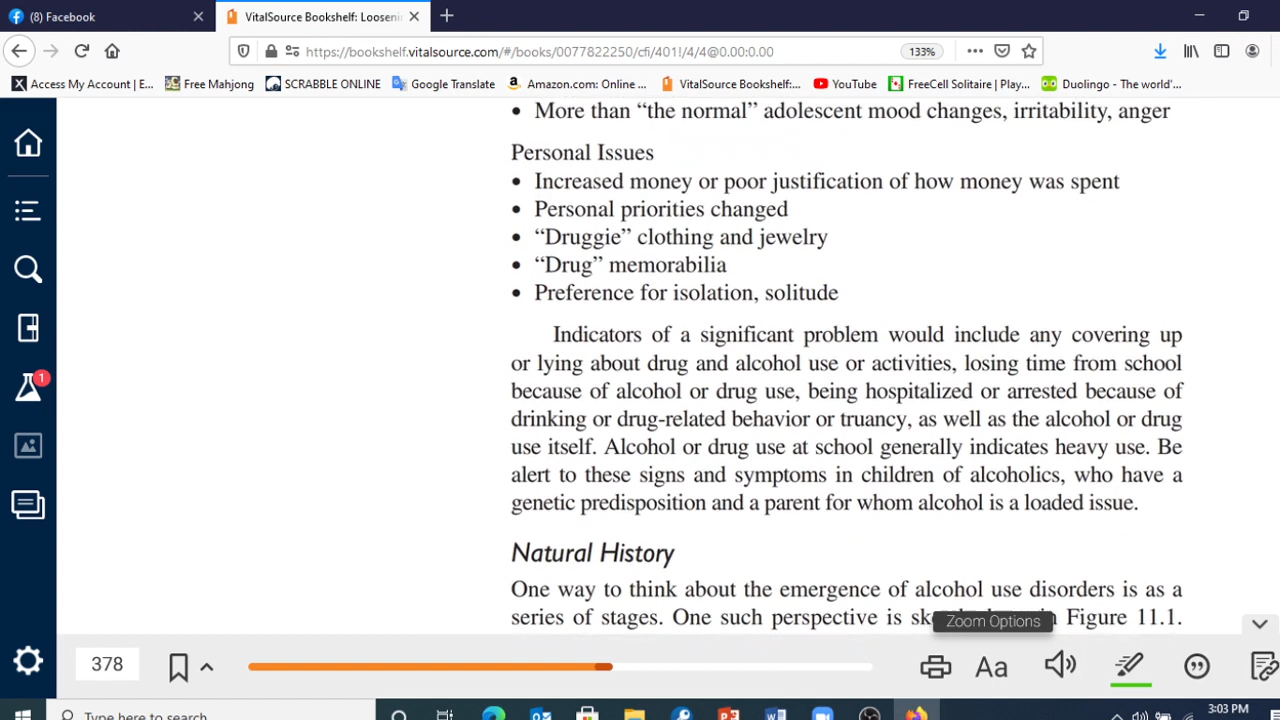 (8) Facebook
VitalSource Bookshelf: Loosenin
https://bookshelf.vitalsource.com/#/books/0077822250/cfi/401!/4/4@0.00:0.00
133%
Access My Account | E...
Free Mahjong
SCRABBLE ONLINE
Google Translate
Amazon.com: Online ...
VitalSource Bookshelf:...
YouTube
FreeCell Solitaire | Play...
Duolingo - The world'...
• More than “the normal” adolescent mood changes, irritability, anger
Personal Issues
• Increased money or poor justification of how money was spent
• Personal priorities changed
• “Druggie” clothing and jewelry
• “Drug” memorabilia
• Preference for isolation, solitude
Indicators of a significant problem would include any covering up
or lying about drug and alcohol use or activities, losing time from school
because of alcohol or drug use, being hospitalized or arrested because of
drinking or drug-related behavior or truancy, as well as the alcohol or drug
use itself. Alcohol or drug use at school generally indicates heavy use. Be
alert to these signs and symptoms in children of alcoholics, who have a
genetic predisposition and a parent for whom alcohol is a loaded issue.
Natural History
One way to think about the emergence of alcohol use disorders is as a
series of stages. One such perspective is in Figure 11.1.
Zoom Options
1
378
Aa
Type here to search
3:03 PM